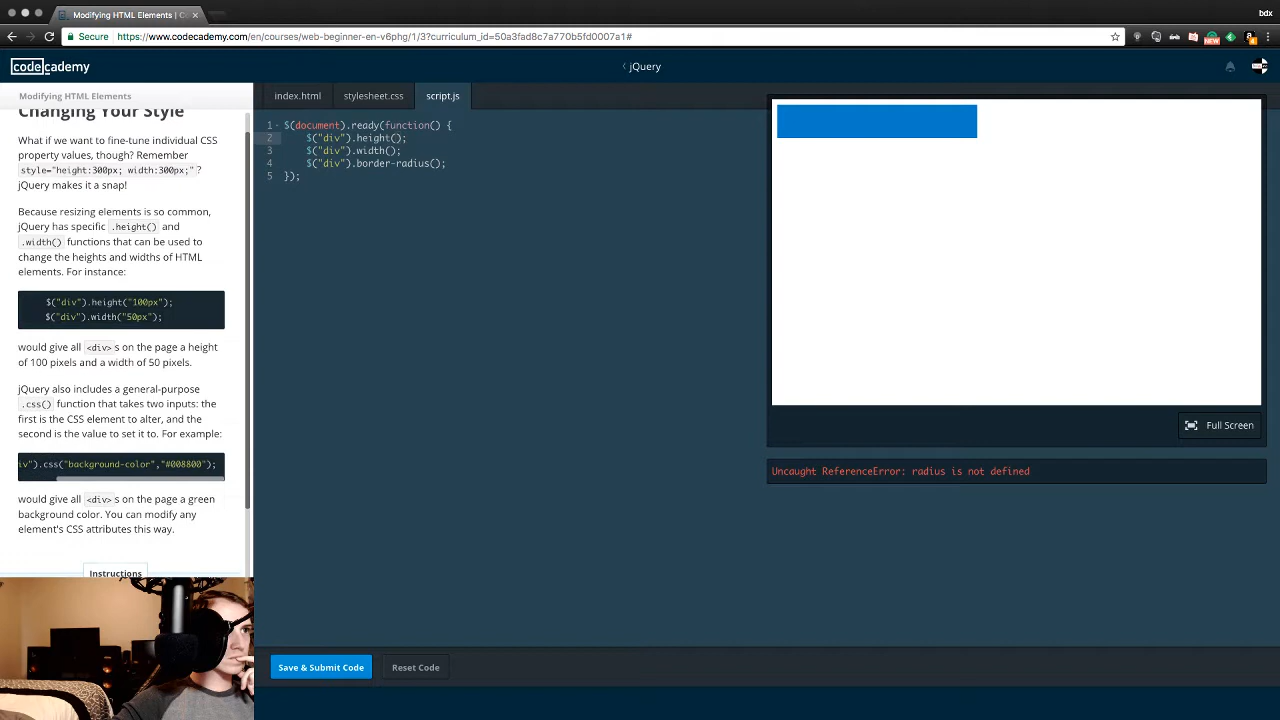 Modifying HTML Elements | C
bdx
Secure https://www.codecademy.com/en/courses/web-beginner-en-v6phg/1/3?curriculum_id=50a3fad8c7a770b5fd0007a1#
NEW
codecademy
jQuery
Modifying HTML Elements
Changing Your Style
What if we want to fine-tune individual CSS
property values, though? Remember
style="height:300px; width:300px;"?
jQuery makes it a snap!
Because resizing elements is so common,
jQuery has specific .height() and
.width() functions that can be used to
change the heights and widths of HTML
elements. For instance:
$("div").height("100px");
$("div").width("50px");
would give all <div>s on the page a height
of 100 pixels and a width of 50 pixels.
jQuery also includes a general-purpose
.css() function that takes two inputs: the
first is the CSS element to alter, and the
second is the value to set it to. For example:
iv").css("background-color","#008800");
would give all <div>s on the page a green
background color. You can modify any
element's CSS attributes this way.
Instructions
index.html stylesheet.css script.js
1 $(document).ready(function() {
2 $("div").height();
3 $("div").width();
4 $("div").border-radius();
5 });
Save & Submit Code Reset Code
Full Screen
Uncaught ReferenceError: radius is not defined